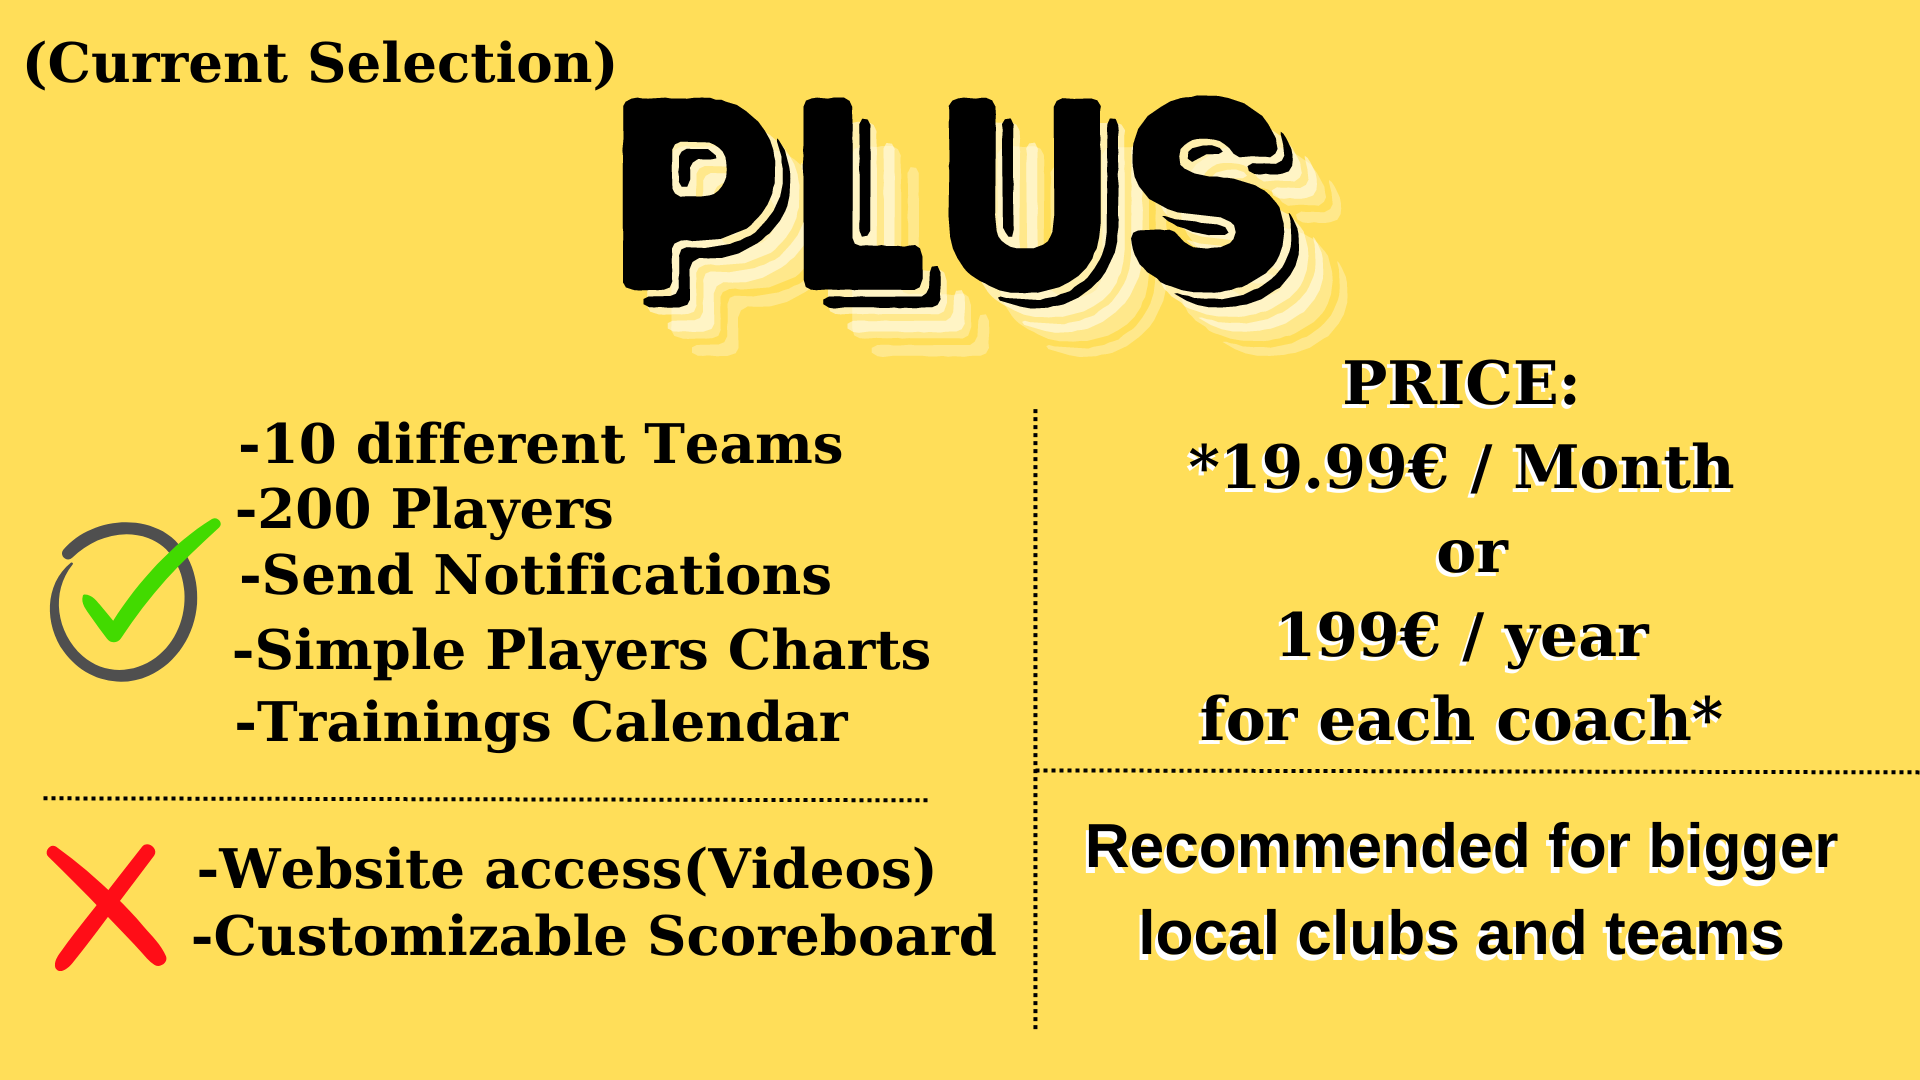 (Current Selection)
PLUS
-10 different Teams
-200 Players
-Send Notifications
-Simple Players Charts
-Trainings Calendar
-Website access(Videos)
-Customizable Scoreboard
PRICE:
*19.99€ / Month
or
199€ / year
for each coach*
Recommended for bigger
local clubs and teams